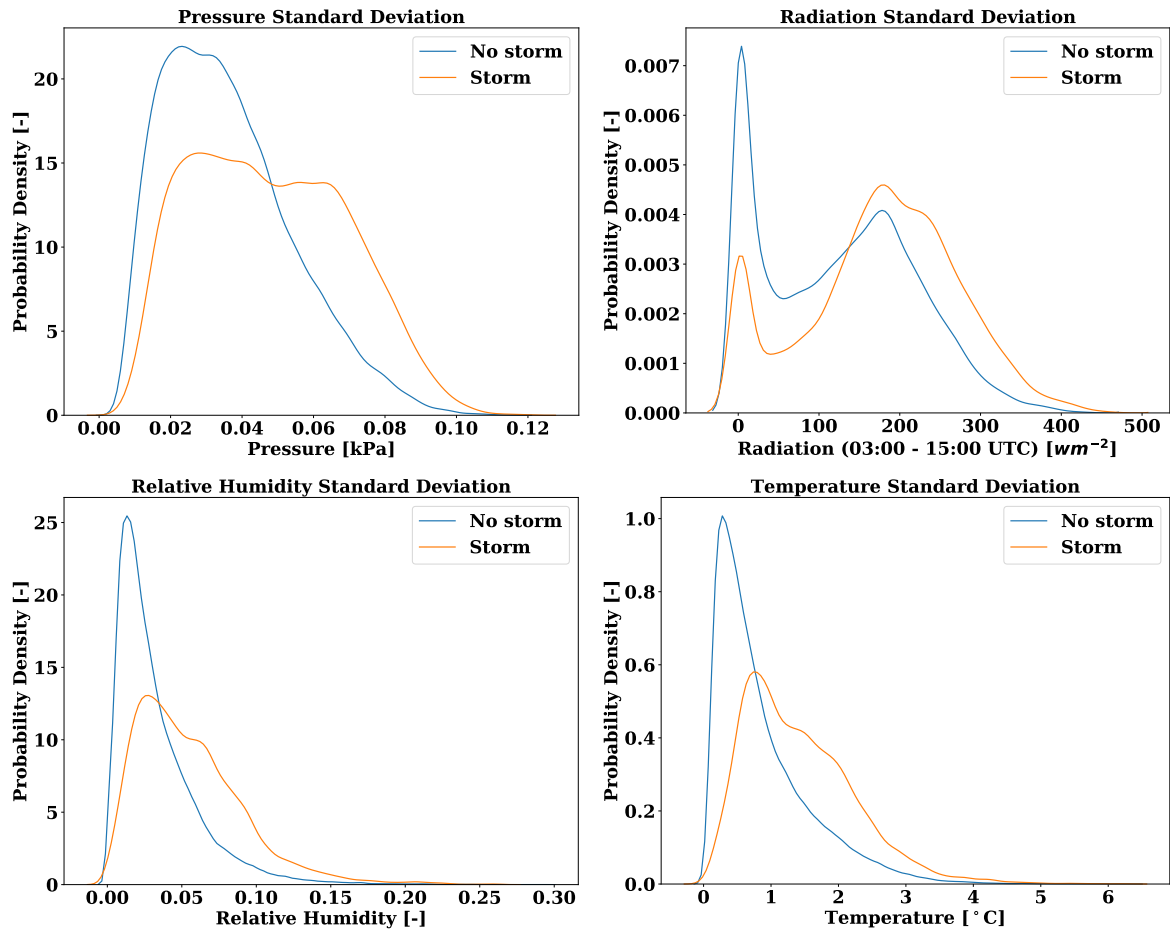 Pressure Standard Deviation
Probability Density [-]
20
15
10
5
0
0.00 0.02 0.04 0.06 0.08 0.10 0.12
Pressure [kPa]
No storm
Storm
Radiation Standard Deviation
Probability Density [-]
0.007
0.006
0.005
0.004
0.003
0.002
0.001
0.000
0 100 200 300 400 500
Radiation (03:00 - 15:00 UTC) [wm⁻²]
No storm
Storm
Relative Humidity Standard Deviation
Probability Density [-]
25
20
15
10
5
0
0.00 0.05 0.10 0.15 0.20 0.25 0.30
Relative Humidity [-]
No storm
Storm
Temperature Standard Deviation
Probability Density [-]
1.0
0.8
0.6
0.4
0.2
0.0
0 1 2 3 4 5 6
Temperature [°C]
No storm
Storm